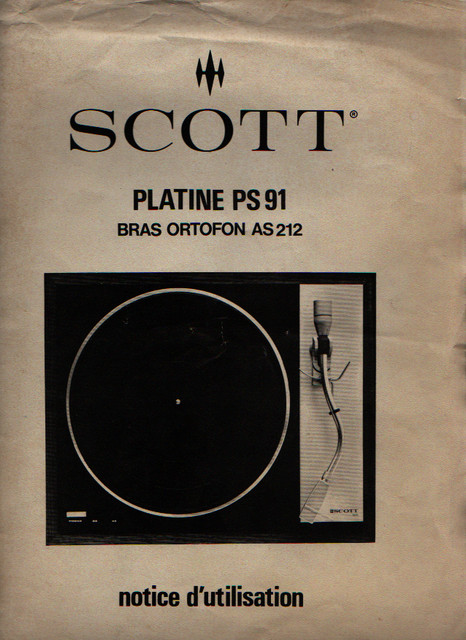 SCOTT®
PLATINE PS 91
BRAS ORTOFON AS 212
SCOTT
notice d'utilisation